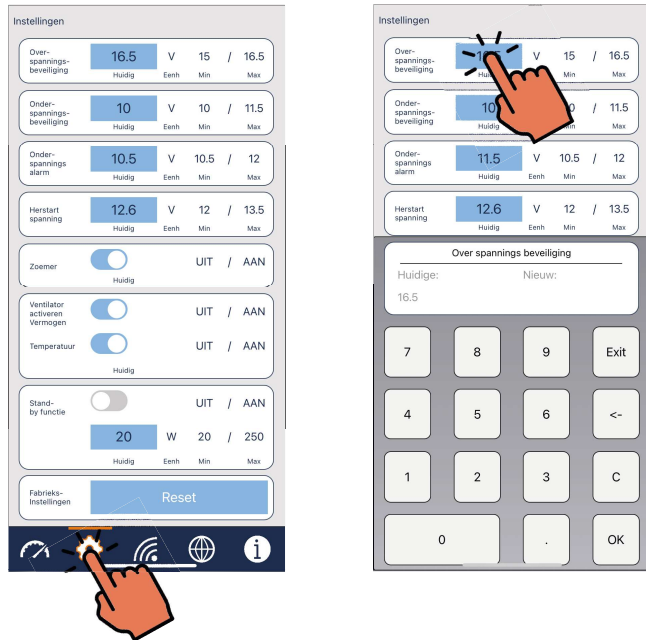 Instellingen
Over-
spannings-
beveiliging
16.5 V 15 / 16.5
Huidig Eenh Min Max
Onder-
spannings-
beveiliging
10 V 10 / 11.5
Huidig Eenh Min Max
Onder-
spannings
alarm
10.5 V 10.5 / 12
Huidig Eenh Min Max
Herstart
spanning
12.6 V 12 / 13.5
Huidig Eenh Min Max
Zoemer UIT / AAN
Huidig
Ventilator
activeren
Vermogen
UIT / AAN
Temperatuur UIT / AAN
Huidig
Stand-
by functie
UIT / AAN
20 W 20 / 250
Huidig Eenh Min Max
Fabrieks-
Instellingen
Reset
i
Instellingen
Over-
spannings-
beveiliging
V 15 / 16.5
Min Max
Onder-
spannings-
beveiliging
10 / 11.5
Huidig Max
Onder-
spannings
alarm
11.5 V 10.5 / 12
Huidig Eenh Min Max
Herstart
spanning
12.6 V 12 / 13.5
Huidig Eenh Min Max
Over spannings beveiliging
Huidige: Nieuw:
16.5
7 8 9 Exit
4 5 6 <-
1 2 3 C
0 . OK